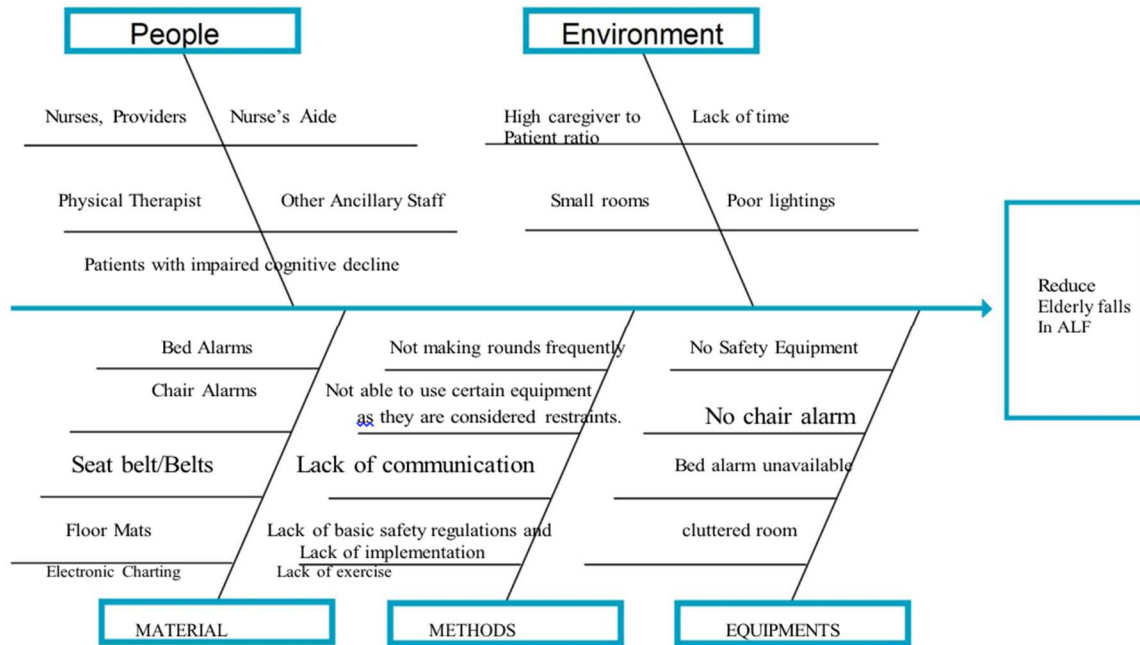 People
Environment
Nurses, Providers
Nurse’s Aide
High caregiver to
Patient ratio
Lack of time
Physical Therapist
Other Ancillary Staff
Small rooms
Poor lightings
Patients with impaired cognitive decline
Reduce
Elderly falls
In ALF
Bed Alarms
Chair Alarms
Seat belt/Belts
Floor Mats
Electronic Charting
Not making rounds frequently
Not able to use certain equipment
as they are considered restraints.
Lack of communication
Lack of basic safety regulations and
Lack of implementation
Lack of exercise
No Safety Equipment
No chair alarm
Bed alarm unavailable
cluttered room
MATERIAL
METHODS
EQUIPMENTS